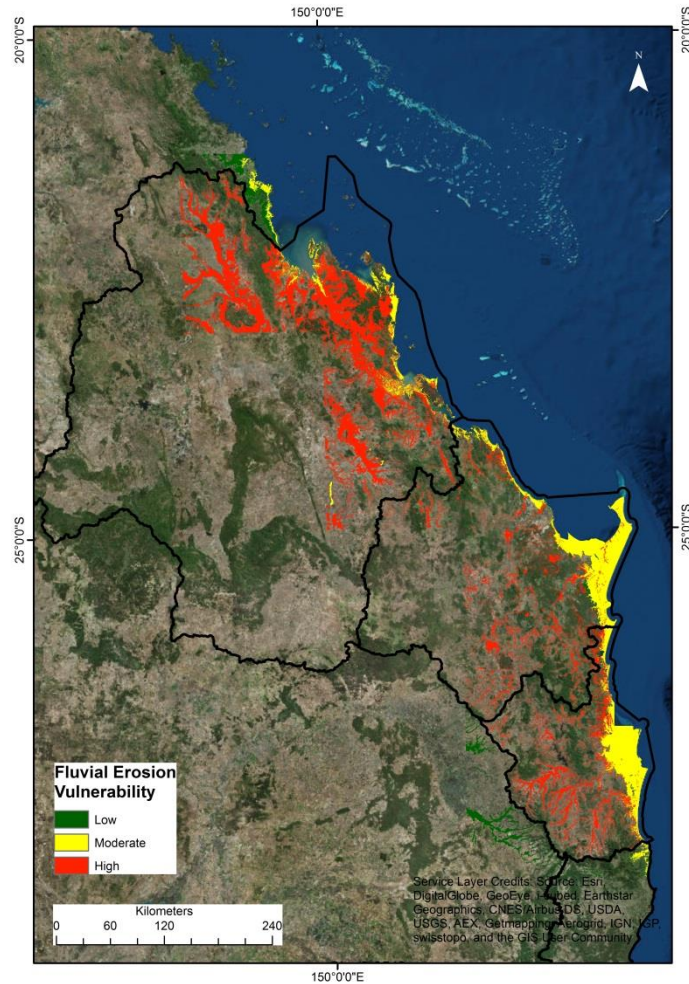 150°0'0"E
20°0'0"S
20°0'0"S
N
25°0'0"S
25°0'0"S
Fluvial Erosion
Vulnerability
Low
Moderate
High
Kilometers
0 60 120 240
Service Layer Credits: Source: Esri,
DigitalGlobe, GeoEye, i-cubed, Earthstar
Geographics, CNES/Airbus DS, USDA,
USGS, AEX, Getmapping, Aerogrid, IGN, IGP,
swisstopo, and the GIS User Community
150°0'0"E